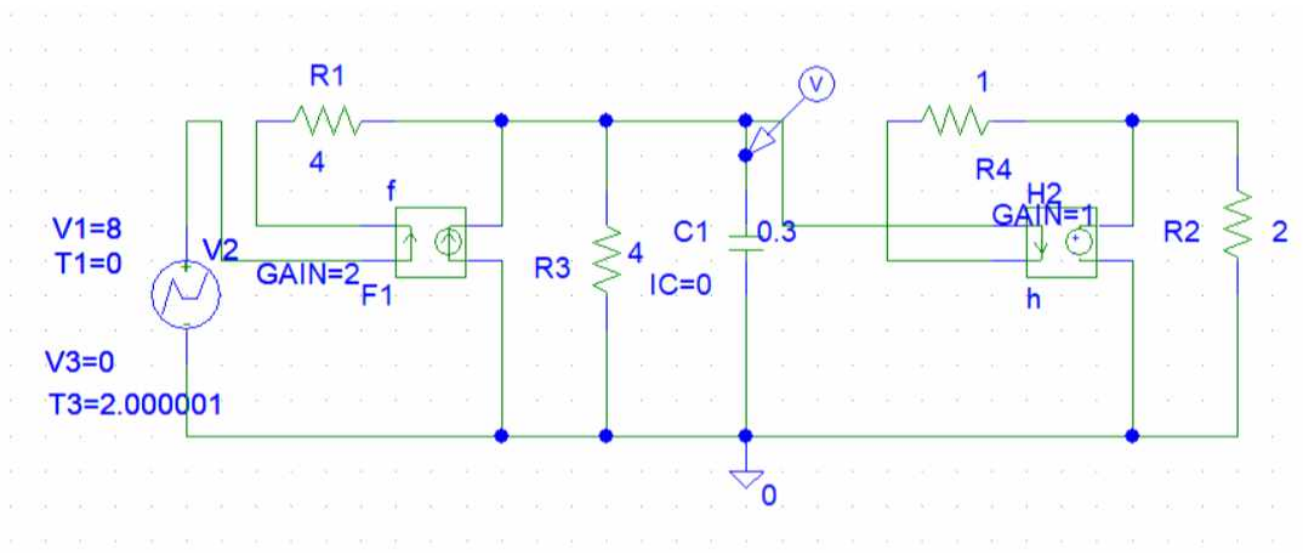 R1
4
V
1
R4
f
H2
GAIN=1
V1=8
T1=0
V2
GAIN=2
F1
R3
4
C1
0.3
IC=0
h
R2
2
V3=0
T3=2.000001
0